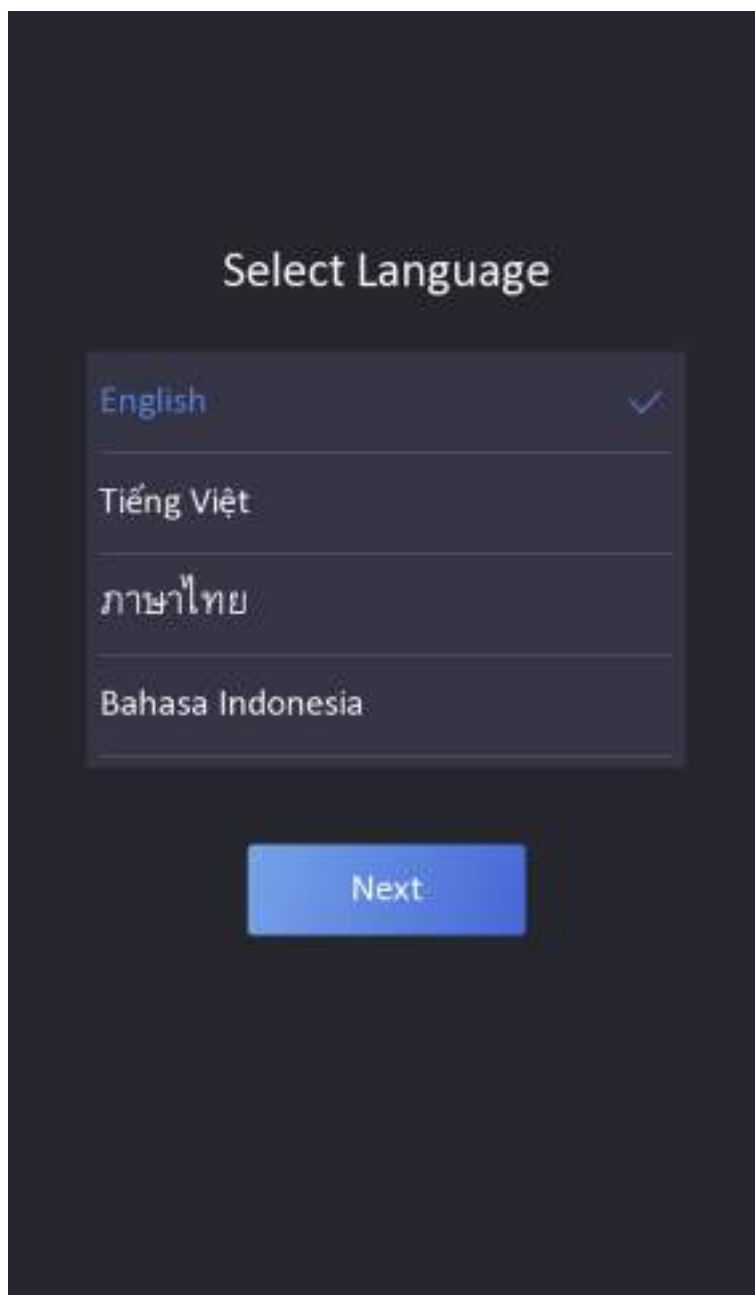 Select Language
English
Tiếng Việt
ภาษาไทย
Bahasa Indonesia
Next